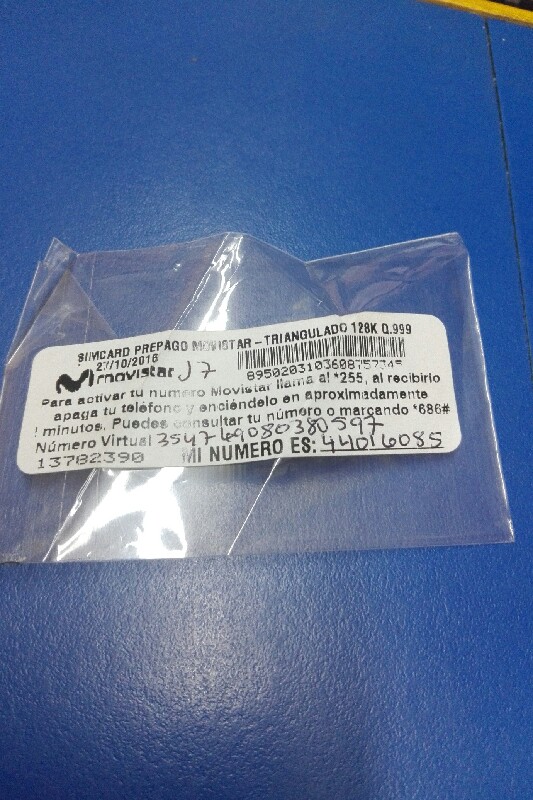 SIMCARD PREPAGO MOVISTAR - TRIANGULADO 128K Q.999
27/10/2016
movistar J7
Para activar tu numero Movistar llama al *255, al recibirlo
apaga tu teléfono y enciéndelo en aproximadamente
minutos. Puedes consultar tu número o marcando *686#
Número Virtual 354769080380597
13782390 MI NUMERO ES: 44016085